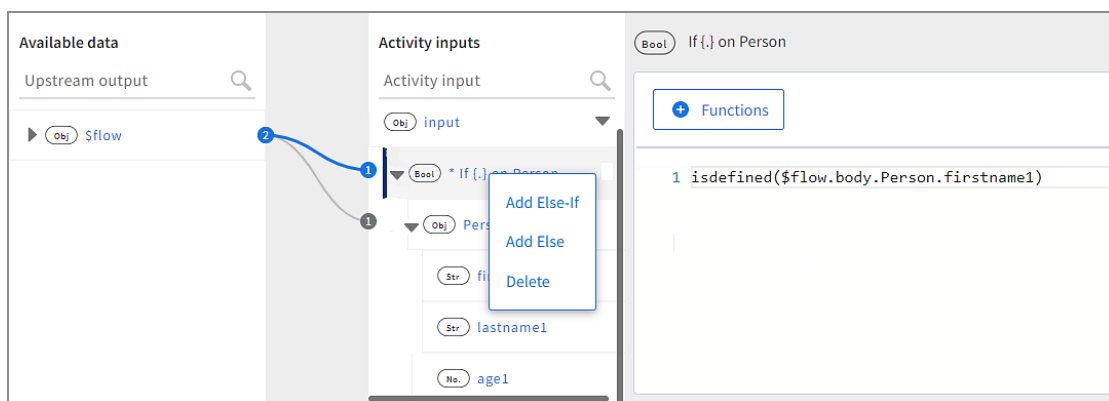 Available data
Upstream output
Obj $flow
2
Activity inputs
Activity input
Obj input
1 Bool * If {.} on Person
Add Else-If
Add Else
Delete
1 Obj
Str
Str lastname1
No. age1
Bool If {.} on Person
Functions
1 isdefined($flow.body.Person.firstname1)